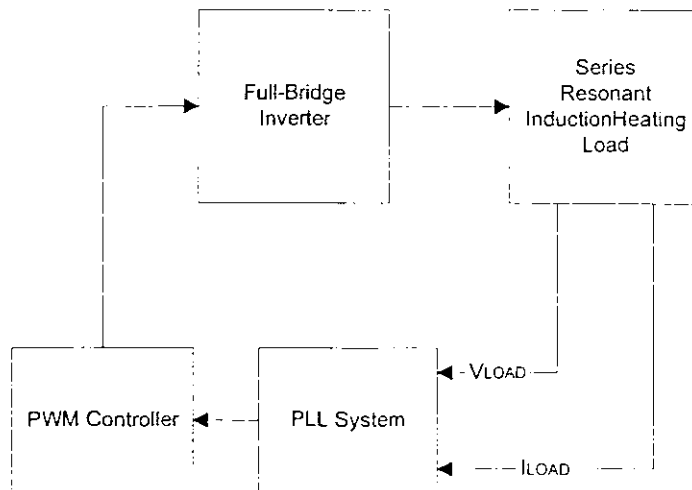 Full-Bridge
Inverter
Series
Resonant
InductionHeating
Load
PWM Controller
PLL System
VLOAD
ILOAD